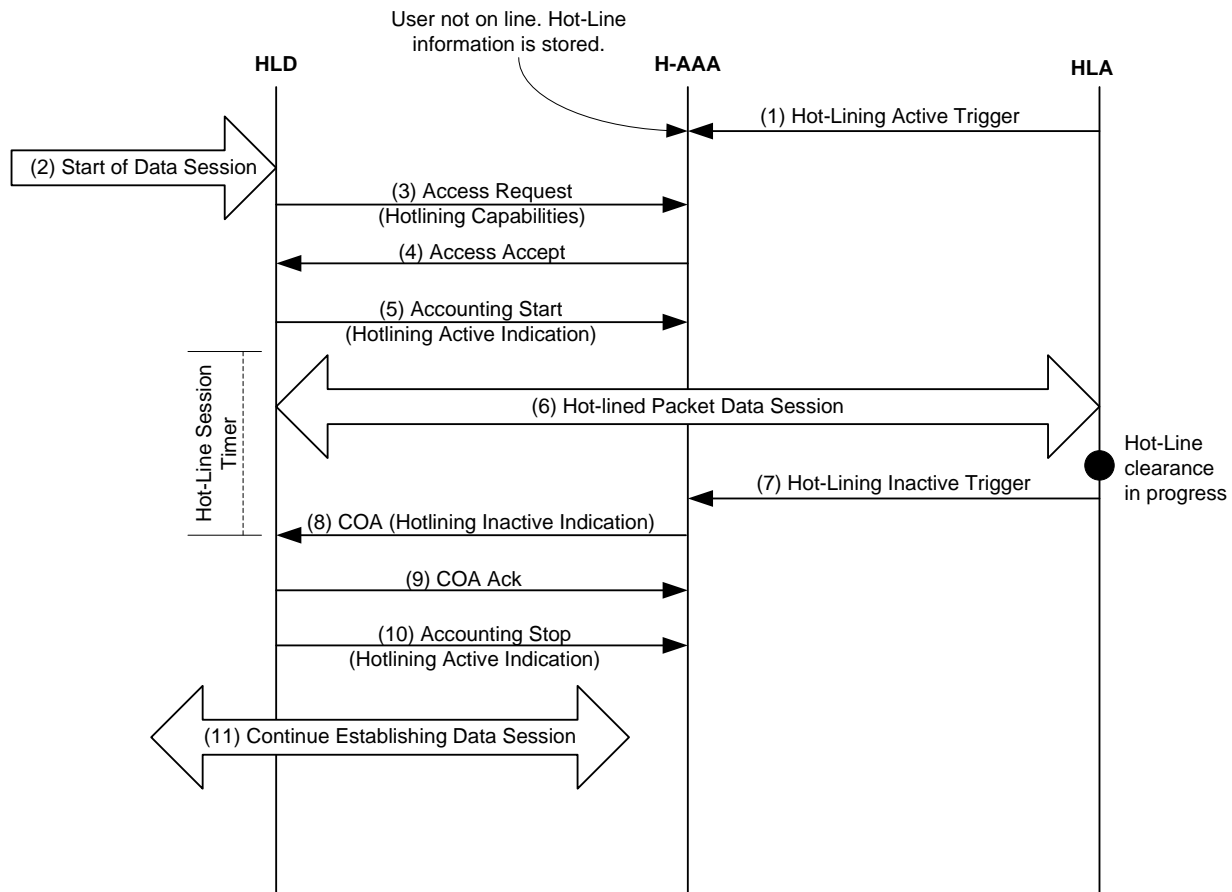 User not on line. Hot-Line
information is stored.
HLD
H-AAA
HLA
(1) Hot-Lining Active Trigger
(2) Start of Data Session
(3) Access Request
(Hotlining Capabilities)
(4) Access Accept
(5) Accounting Start
(Hotlining Active Indication)
Hot-Line Session
Timer
(6) Hot-lined Packet Data Session
Hot-Line
clearance
in progress
(7) Hot-Lining Inactive Trigger
(8) COA (Hotlining Inactive Indication)
(9) COA Ack
(10) Accounting Stop
(Hotlining Active Indication)
(11) Continue Establishing Data Session